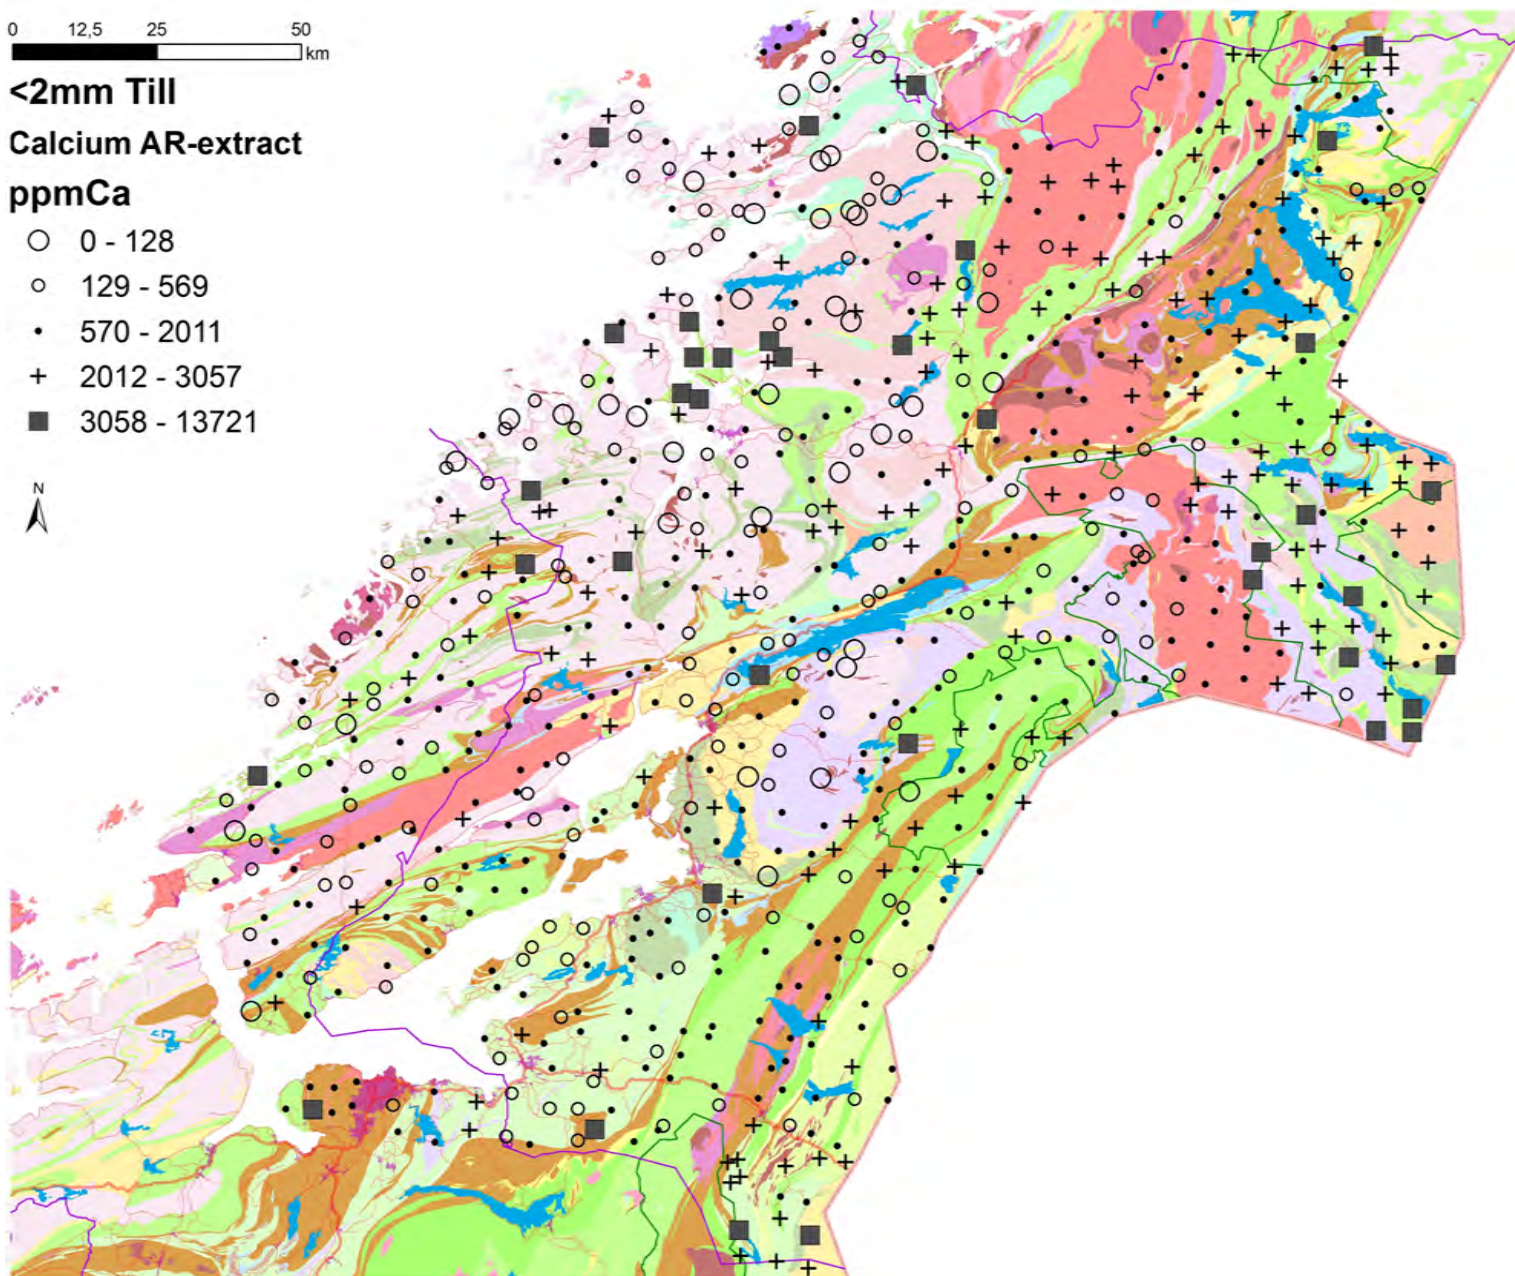 0 12,5 25 50
km
<2mm Till
Calcium AR-extract
ppmCa
0 - 128
129 - 569
570 - 2011
2012 - 3057
3058 - 13721
N